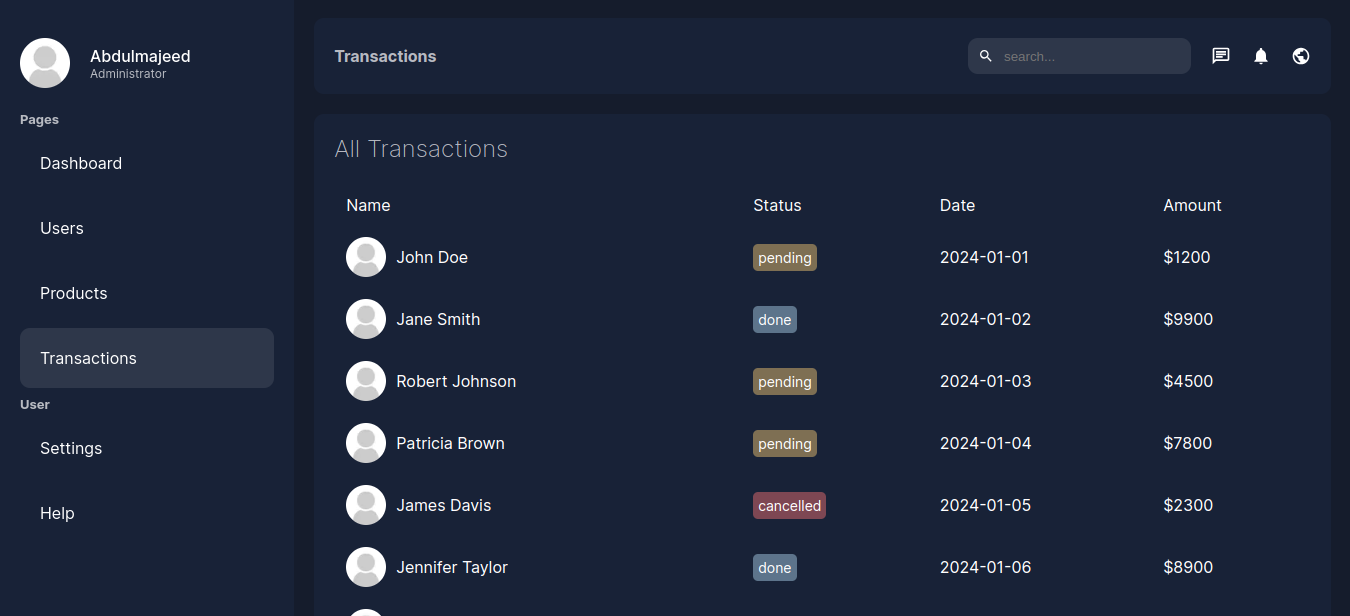 Abdulmajeed
Administrator
Pages
Dashboard
Users
Products
Transactions
User
Settings
Help
Transactions
search...
All Transactions
Name Status Date Amount
John Doe pending 2024-01-01 $1200
Jane Smith done 2024-01-02 $9900
Robert Johnson pending 2024-01-03 $4500
Patricia Brown pending 2024-01-04 $7800
James Davis cancelled 2024-01-05 $2300
Jennifer Taylor done 2024-01-06 $8900